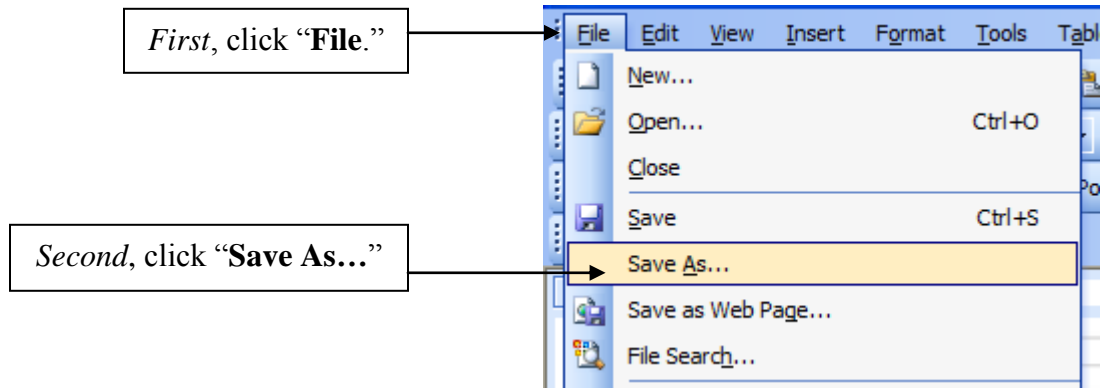 First, click “File.”
File Edit View Insert Format Tools Tabl
New...
Open... Ctrl+O
Close
Save Ctrl+S
Second, click “Save As…”
Save As...
Save as Web Page...
File Search...